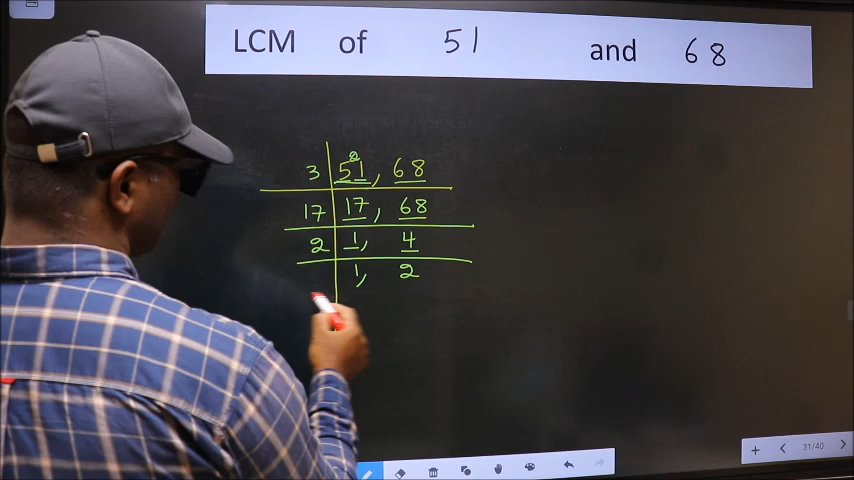 LCM of 51 and 68
3 51, 68
17 17, 68
2 1, 4
1, 2
31/40